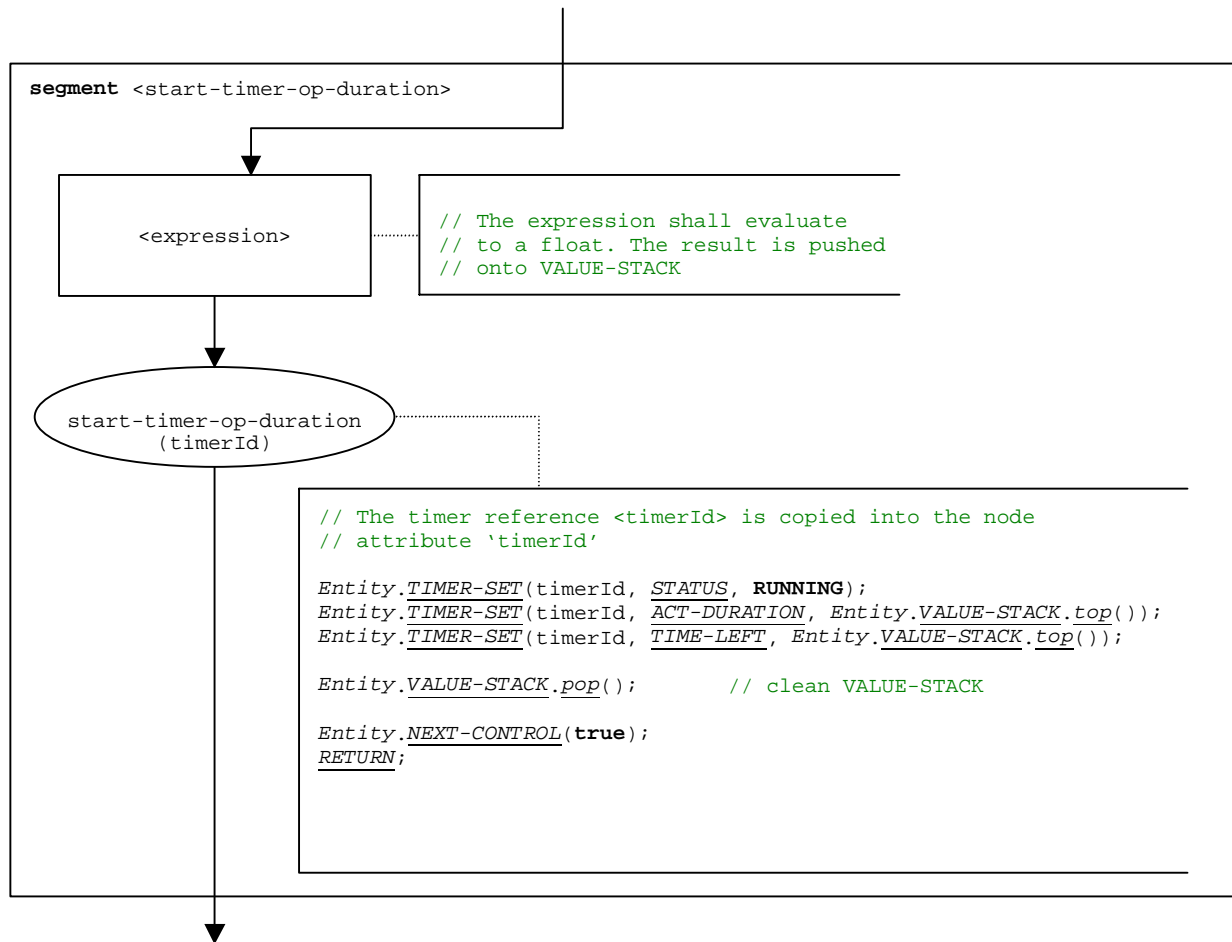 segment <start-timer-op-duration>
<expression>
// The expression shall evaluate
// to a float. The result is pushed
// onto VALUE-STACK
start-timer-op-duration
(timerId)
// The timer reference <timerId> is copied into the node
// attribute ‘timerId’
Entity.TIMER-SET(timerId, STATUS, RUNNING);
Entity.TIMER-SET(timerId, ACT-DURATION, Entity.VALUE-STACK.top());
Entity.TIMER-SET(timerId, TIME-LEFT, Entity.VALUE-STACK.top());
Entity.VALUE-STACK.pop(); // clean VALUE-STACK
Entity.NEXT-CONTROL(true);
RETURN;